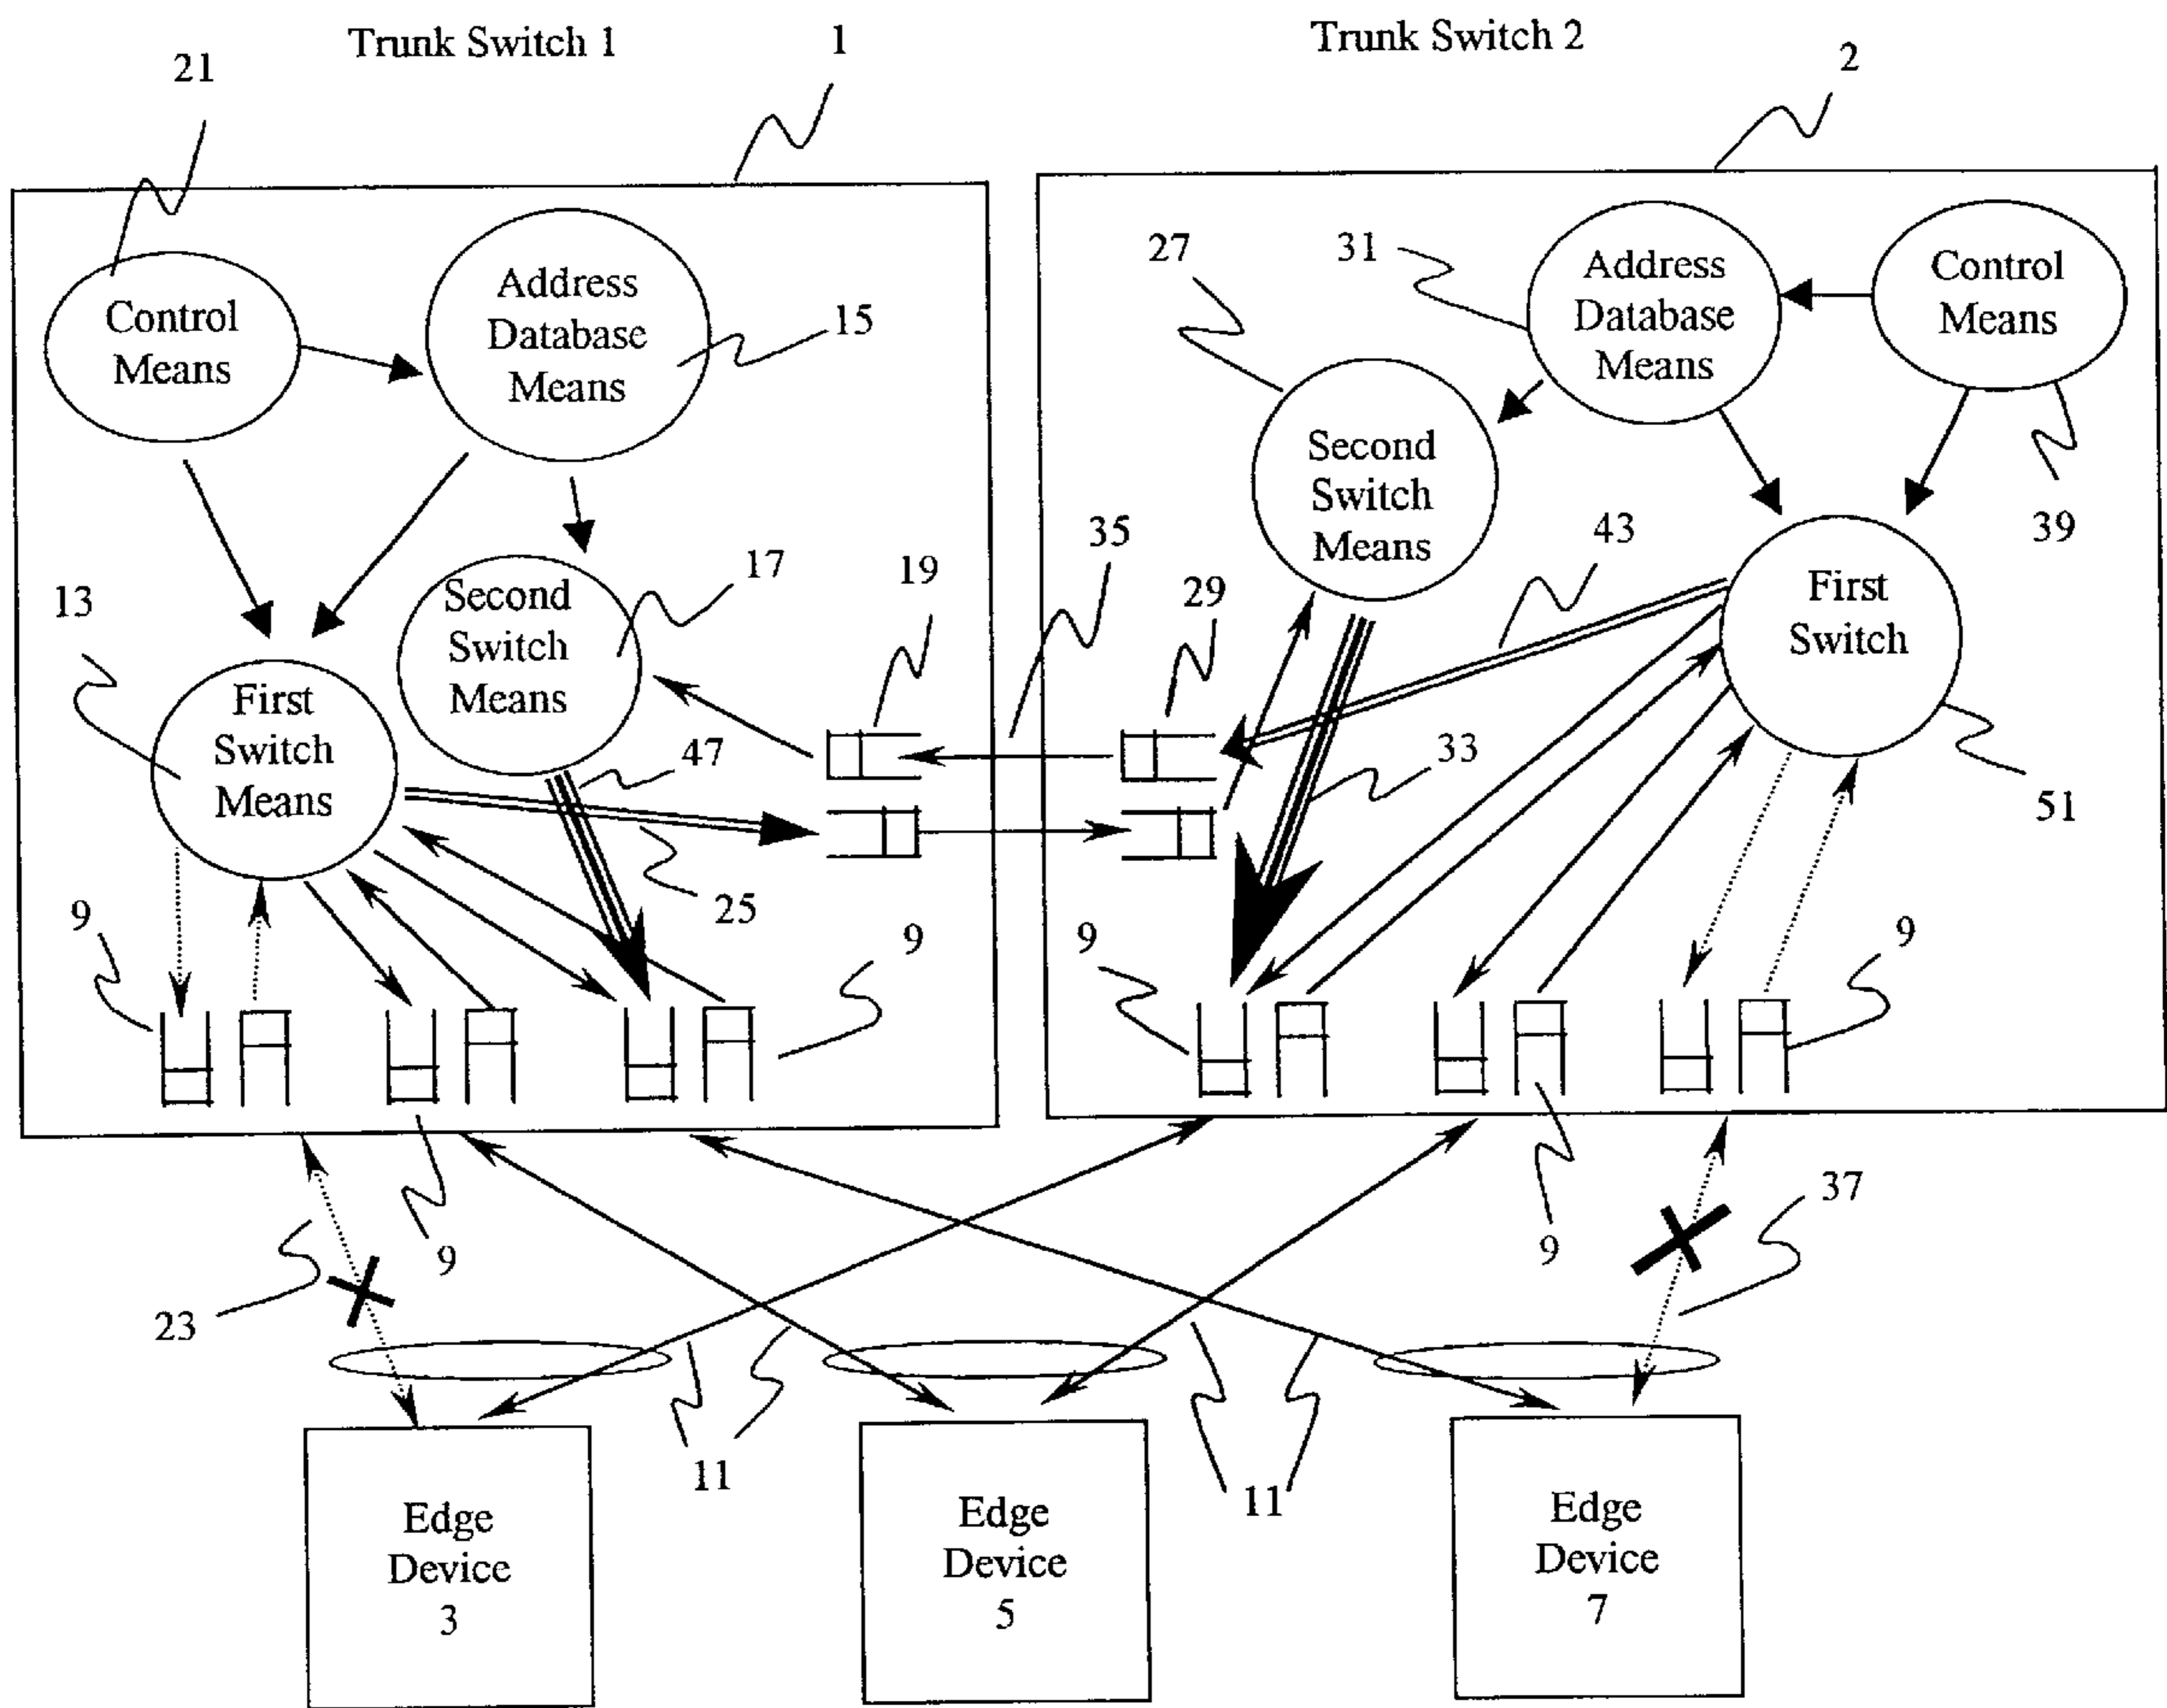 Trunk Switch 1
1
Trunk Switch 2
2
21
Control
Means
Address
Database
Means
15
27
31
Address
Database
Means
Control
Means
39
Second
Switch
Means
35
43
13
First
Switch
Means
Second
Switch
Means
17
19
29
First
Switch
47
33
51
25
9
9
9
9
9
9
23
37
11
11
Edge
Device
3
Edge
Device
5
Edge
Device
7